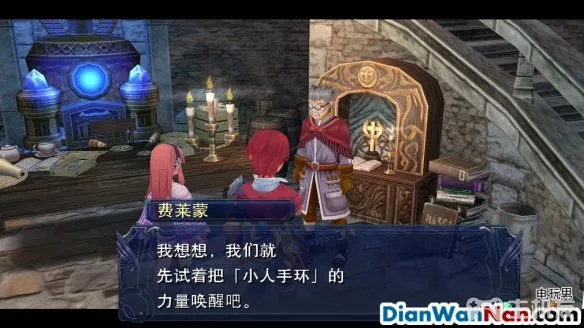 费莱蒙
我想想，我们就
先试着把「小人手环」的
力量唤醒吧。
电玩男
DianWanNan.com